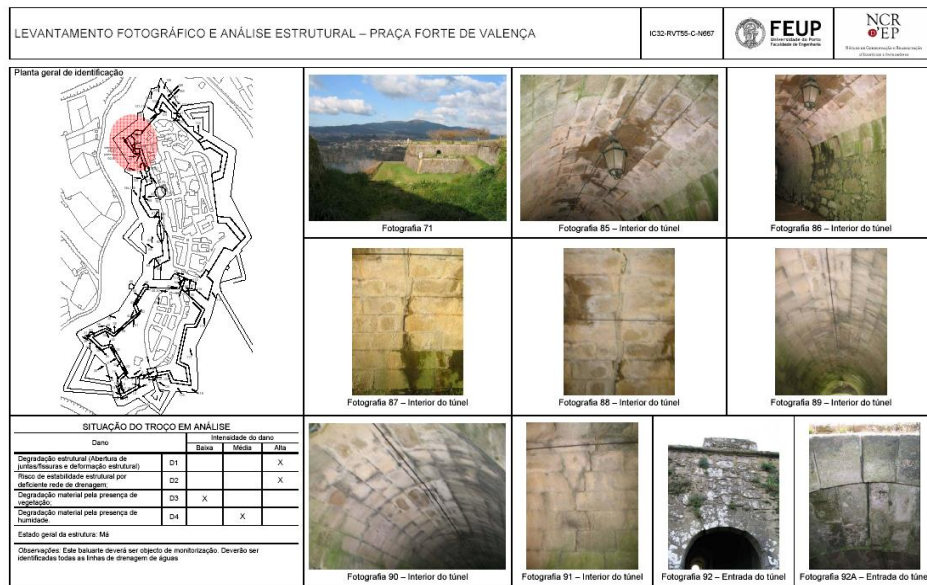 LEVANTAMENTO FOTOGRÁFICO E ANÁLISE ESTRUTURAL – PRAÇA FORTE DE VALENÇA
IC32-RVT55-C-N667
FEUP
Universidade do Porto
Faculdade de Engenharia
NCR
EP
Planta geral de identificação
Fotografia 71
Fotografia 85 – Interior do túnel
Fotografia 86 – Interior do túnel
Fotografia 87 – Interior do túnel
Fotografia 88 – Interior do túnel
Fotografia 89 – Interior do túnel
SITUAÇÃO DO TROÇO EM ANÁLISE
Dano
Intensidade do dano
Baixa Média Alta
Degradação estrutural (Abertura de
juntas/fissuras e deformação estrutural)
D1 X
Risco de estabilidade estrutural por
deficiente rede de drenagem;
D2 X
Degradação material pela presença de
vegetação;
D3 X
Degradação material pela presença de
humidade.
D4 X
Estado geral da estrutura: Má
Observações: Este baluarte deverá ser objecto de monitorização. Deverão ser
identificadas todas as linhas de drenagem de águas
Fotografia 90 – Interior do túnel
Fotografia 91 – Interior do túnel
Fotografia 92 – Entrada do túnel
Fotografia 92A – Entrada do túnel